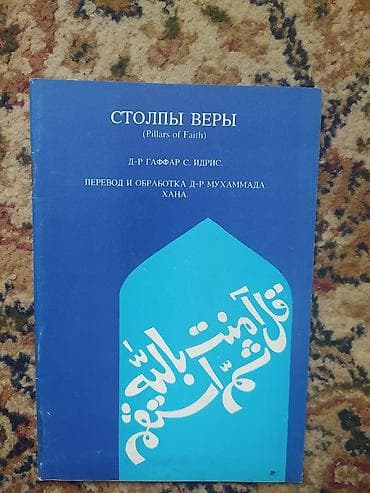 СТОЛПЫ ВЕРЫ
(Pillars of Faith)
Д-Р ГАФФАР С. ИДРИС.
ПЕРЕВОД И ОБРАБОТКА Д-Р МУХАММАДА
ХАНА.
قل آمنت بالله
ثم استقم